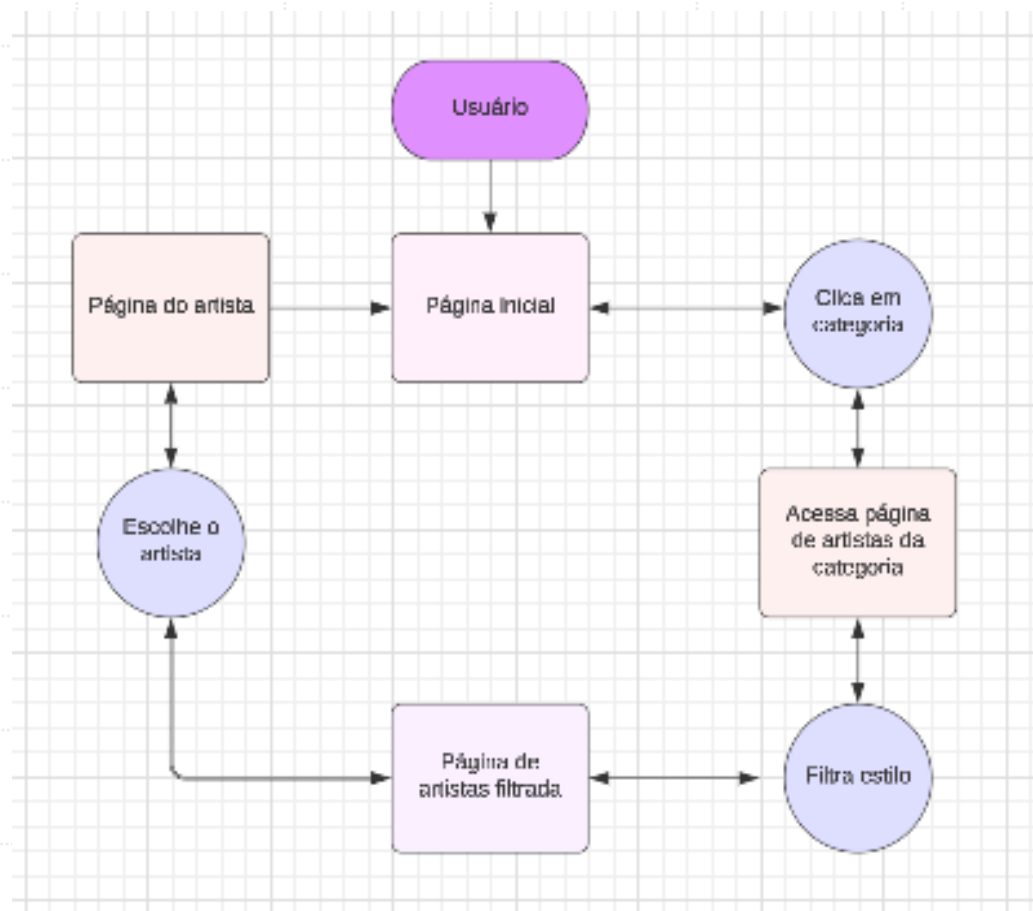 Usuário
Página do artista
Página Inicial
Clica em
categoria
Escolhe o
artista
Acessa página
de artistas da
categoria
Página de
artistas filtrada
Filtra estilo